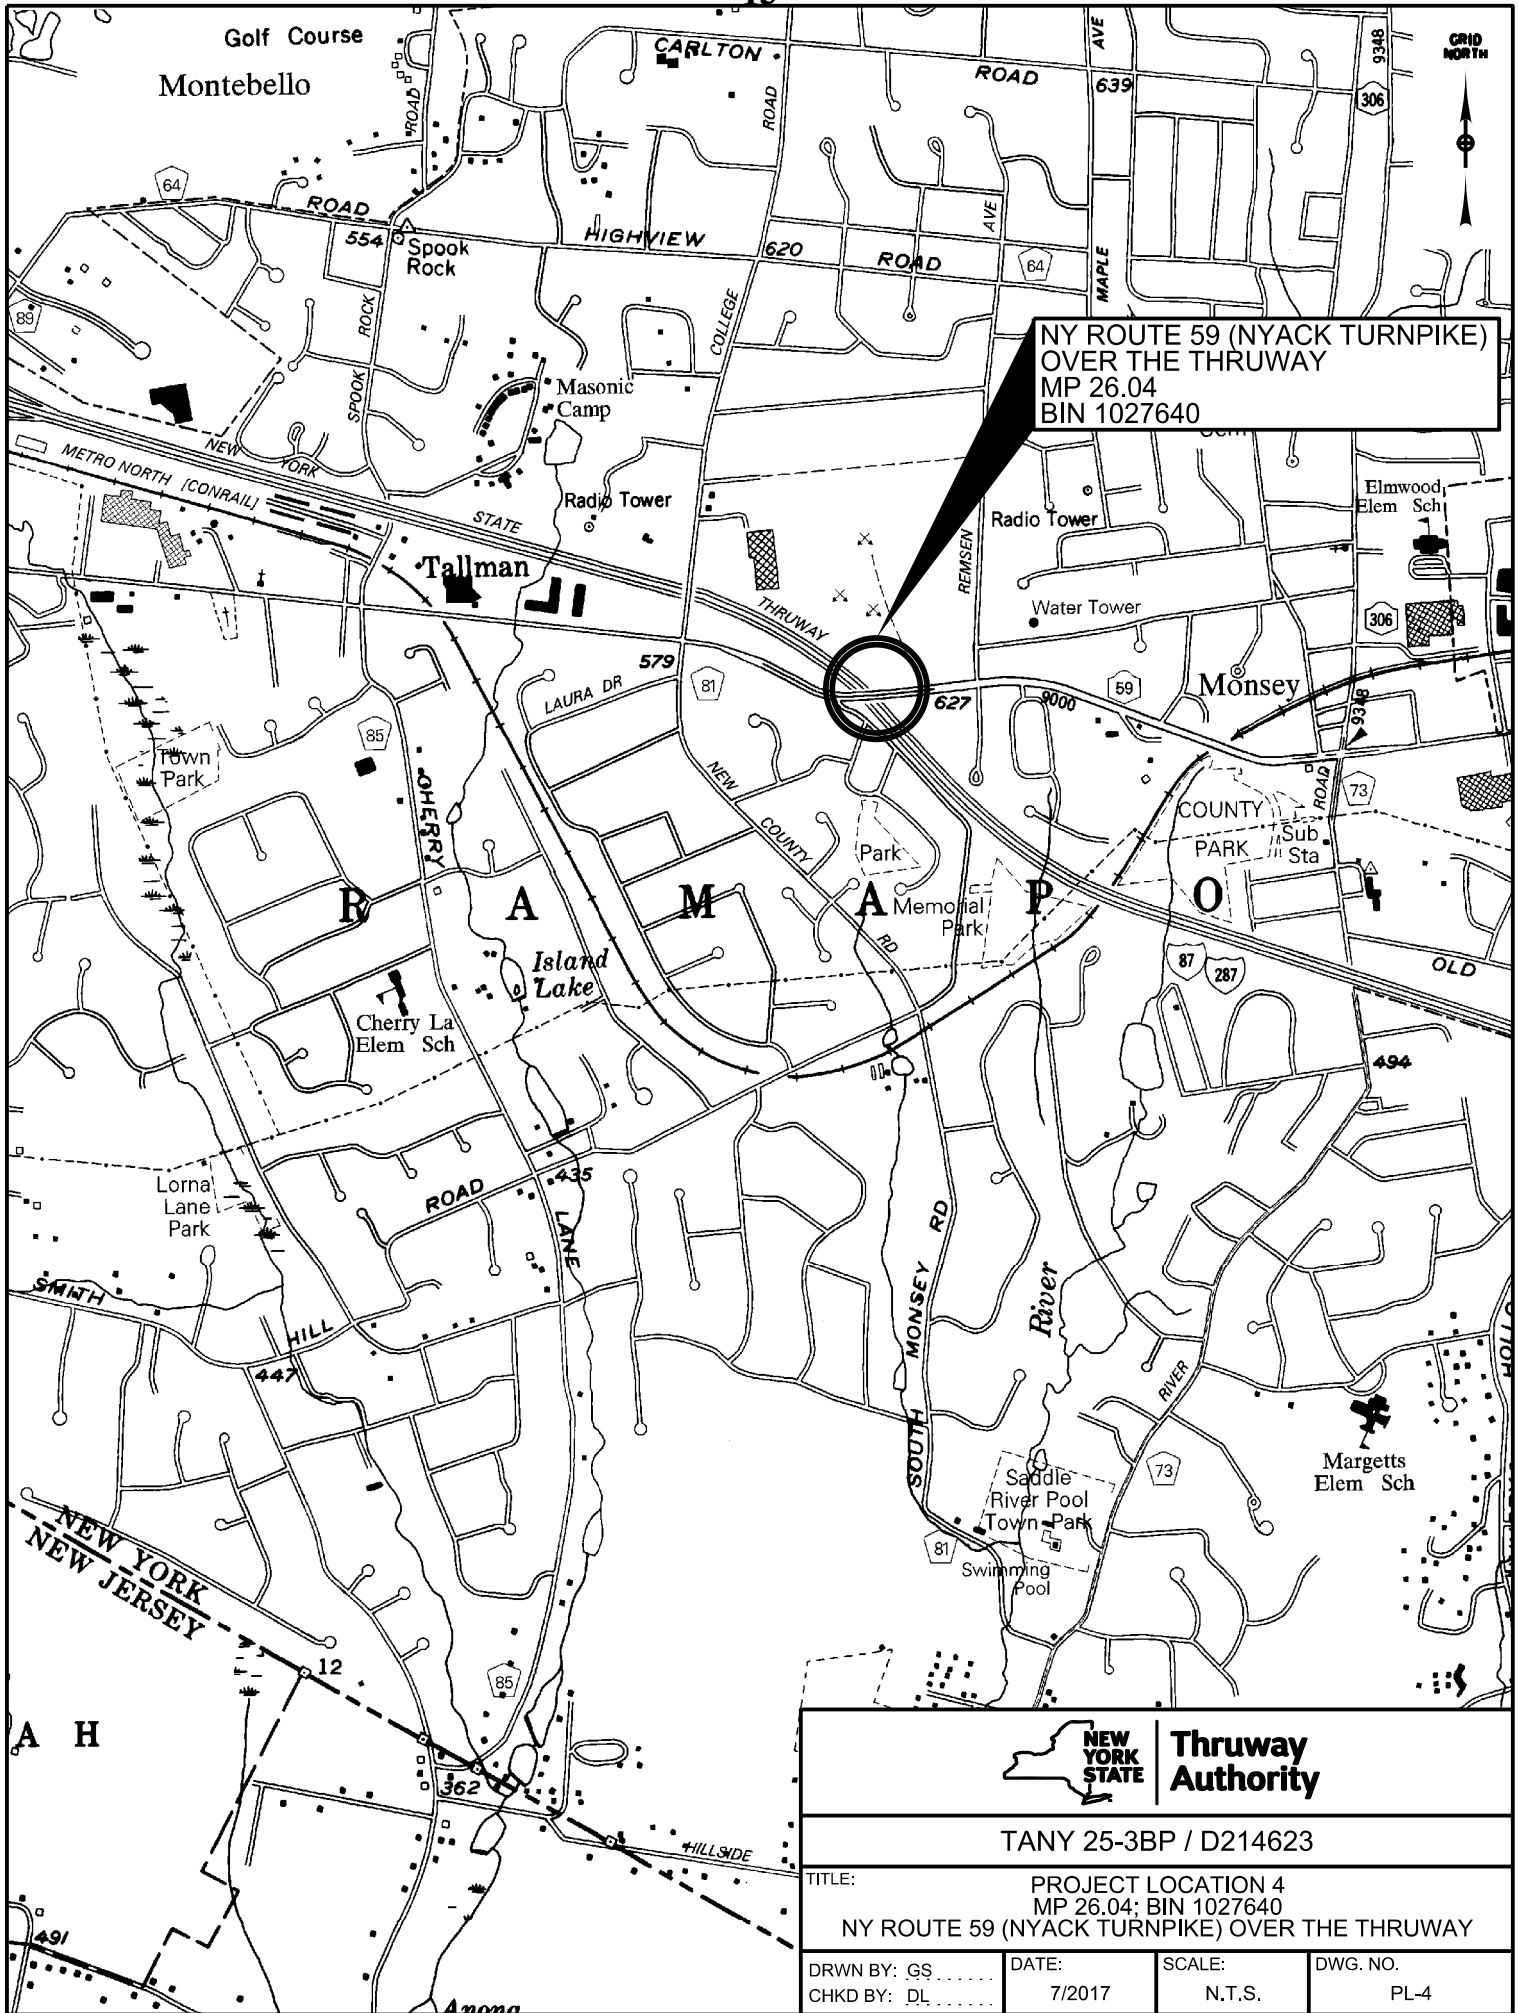 Golf Course
Montebello
CARLTON
ROAD
639
AVE
9348
306
GRID
NORTH
ROAD
ROAD
64
ROAD
554
Spook
Rock
HIGHVIEW
620
ROAD
AVE
64
MAPLE
89
ROCK
SPOOK
COLLEGE
NY ROUTE 59 (NYACK TURNPIKE)
OVER THE THRUWAY
MP 26.04
BIN 1027640
Masonic
Camp
NEW YORK
METRO NORTH [CONRAIL]
STATE
Radio Tower
Radio Tower
Elmwood
Elem Sch
Tallman
REMSEN
THRUWAY
Water Tower
306
579
LAURA DR
81
627
9000
59
Monsey
9348
85
Town
Park
CHERRY
NEW
COUNTY
RD
Park
COUNTY
PARK
Sub
Sta
ROAD
73
R A M A P O
Memorial
Park
Island
Lake
87
287
OLD
Cherry La
Elem Sch
494
Lorna
Lane
Park
ROAD
435
LANE
SMITH
HILL
447
SOUTH MONSEY RD
River
RIVER
Margetts
Elem Sch
73
Saddle
River Pool
Town Park
81
Swimming
Pool
NEW YORK
NEW JERSEY
12
85
A H
362
HILLSIDE
491
NEW
YORK
STATE
Thruway
Authority
TANY 25-3BP / D214623
TITLE:
PROJECT LOCATION 4
MP 26.04; BIN 1027640
NY ROUTE 59 (NYACK TURNPIKE) OVER THE THRUWAY
DRWN BY: GS
CHKD BY: DL
DATE:
7/2017
SCALE:
N.T.S.
DWG. NO.
PL-4